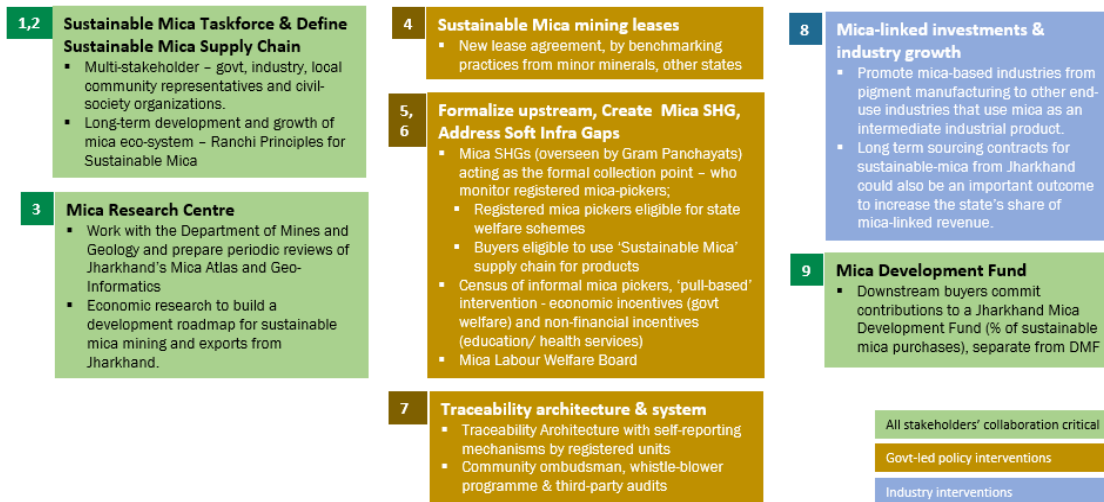 1,2
Sustainable Mica Taskforce & Define
Sustainable Mica Supply Chain
▪ Multi-stakeholder – govt, industry, local
community representatives and civil-
society organizations.
▪ Long-term development and growth of
mica eco-system – Ranchi Principles for
Sustainable Mica
3
Mica Research Centre
▪ Work with the Department of Mines and
Geology and prepare periodic reviews of
Jharkhand's Mica Atlas and Geo-
Informatics
▪ Economic research to build a
development roadmap for sustainable
mica mining and exports from
Jharkhand.
4
Sustainable Mica mining leases
▪ New lease agreement, by benchmarking
practices from minor minerals, other states
5,
6
Formalize upstream, Create Mica SHG,
Address Soft Infra Gaps
▪ Mica SHGs (overseen by Gram Panchayats)
acting as the formal collection point – who
monitor registered mica-pickers;
▪ Registered mica pickers eligible for state
welfare schemes
▪ Buyers eligible to use 'Sustainable Mica'
supply chain for products
▪ Census of informal mica pickers, 'pull-based'
intervention - economic incentives (govt
welfare) and non-financial incentives
(education/ health services)
▪ Mica Labour Welfare Board
7
Traceability architecture & system
▪ Traceability Architecture with self-reporting
mechanisms by registered units
▪ Community ombudsman, whistle-blower
programme & third-party audits
8
Mica-linked investments &
industry growth
▪ Promote mica-based industries from
pigment manufacturing to other end-
use industries that use mica as an
intermediate industrial product.
▪ Long term sourcing contracts for
sustainable-mica from Jharkhand
could also be an important outcome
to increase the state's share of
mica-linked revenue.
9
Mica Development Fund
▪ Downstream buyers commit
contributions to a Jharkhand Mica
Development Fund (% of sustainable
mica purchases), separate from DMF
All stakeholders' collaboration critical
Govt-led policy interventions
Industry interventions